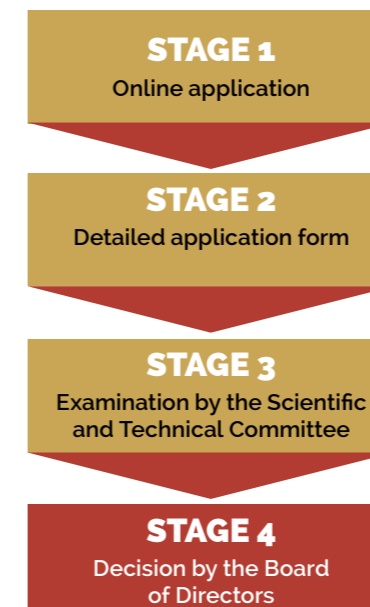 STAGE 1
Online application
STAGE 2
Detailed application form
STAGE 3
Examination by the Scientific
and Technical Committee
STAGE 4
Decision by the Board
of Directors